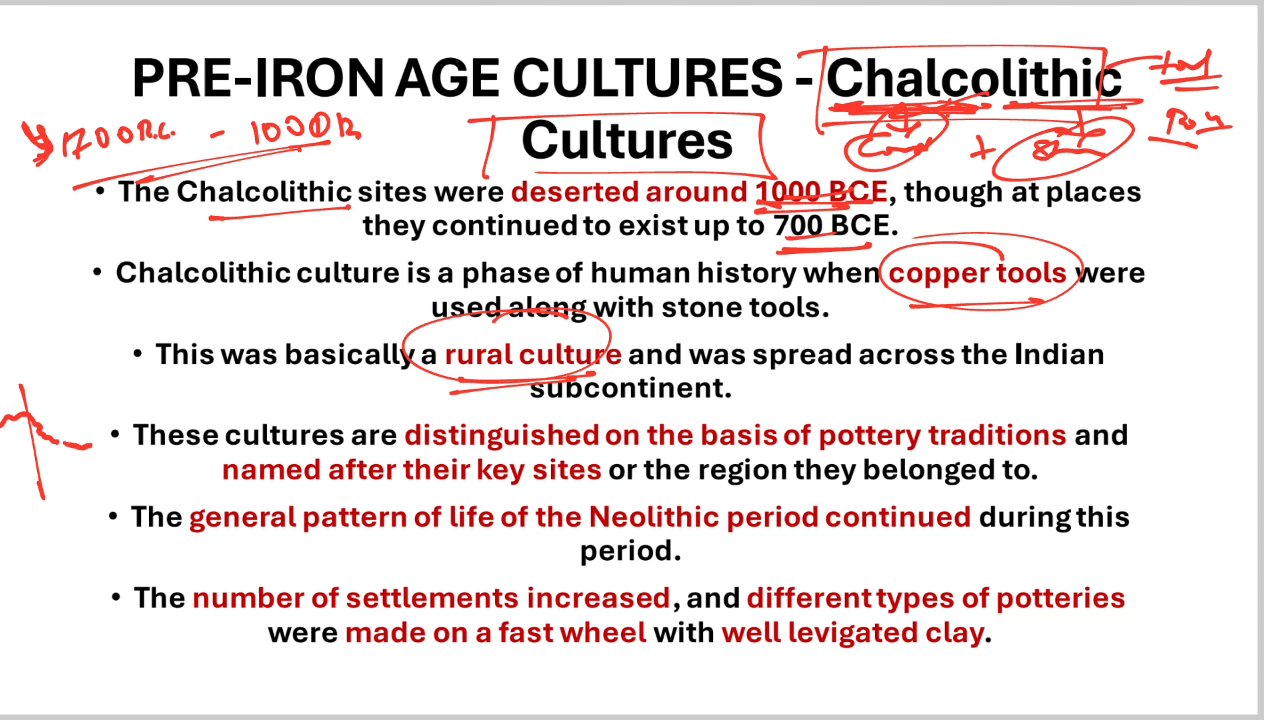 PRE-IRON AGE CULTURES - Chalcolithic
Cultures
1700 B.C. - 1000 B
+
• The Chalcolithic sites were deserted around 1000 BCE, though at places
they continued to exist up to 700 BCE.
• Chalcolithic culture is a phase of human history when copper tools were
used along with stone tools.
• This was basically a rural culture and was spread across the Indian
subcontinent.
• These cultures are distinguished on the basis of pottery traditions and
named after their key sites or the region they belonged to.
• The general pattern of life of the Neolithic period continued during this
period.
• The number of settlements increased, and different types of potteries
were made on a fast wheel with well levigated clay.